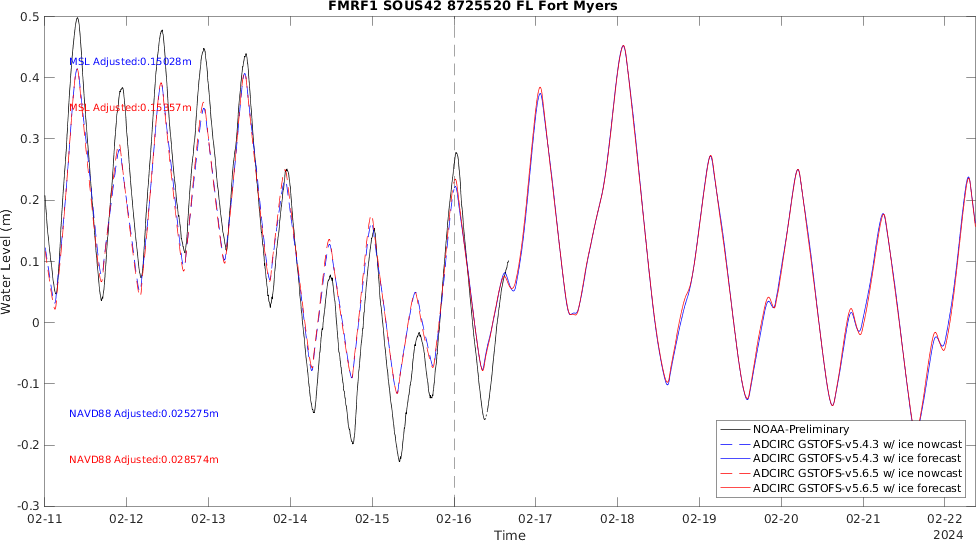 FMRF1 SOUS42 8725520 FL Fort Myers
0.5
0.4
0.3
0.2
0.1
0
-0.1
-0.2
-0.3
Water Level (m)
MSL Adjusted:0.15028m
MSL Adjusted:0.15357m
NAVD88 Adjusted:0.025275m
NAVD88 Adjusted:0.028574m
NOAA-Preliminary
ADCIRC GSTOFS-v5.4.3 w/ ice nowcast
ADCIRC GSTOFS-v5.4.3 w/ ice forecast
ADCIRC GSTOFS-v5.6.5 w/ ice nowcast
ADCIRC GSTOFS-v5.6.5 w/ ice forecast
02-11 02-12 02-13 02-14 02-15 02-16 02-17 02-18 02-19 02-20 02-21 02-22
Time 2024